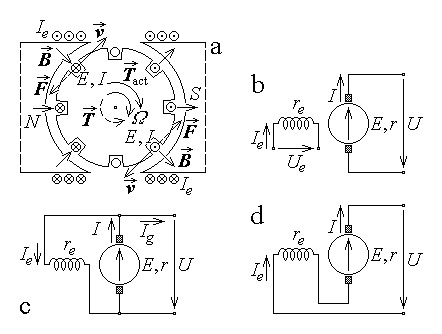 I_e v a
B
E, I T_act
F
N S
T Ω
E, I F
B
v I_e
b
I
r_e
I_e E, r U
U_e
c
I I_g
I_e r_e
E, r U
d
I
r_e
I_e E, r U